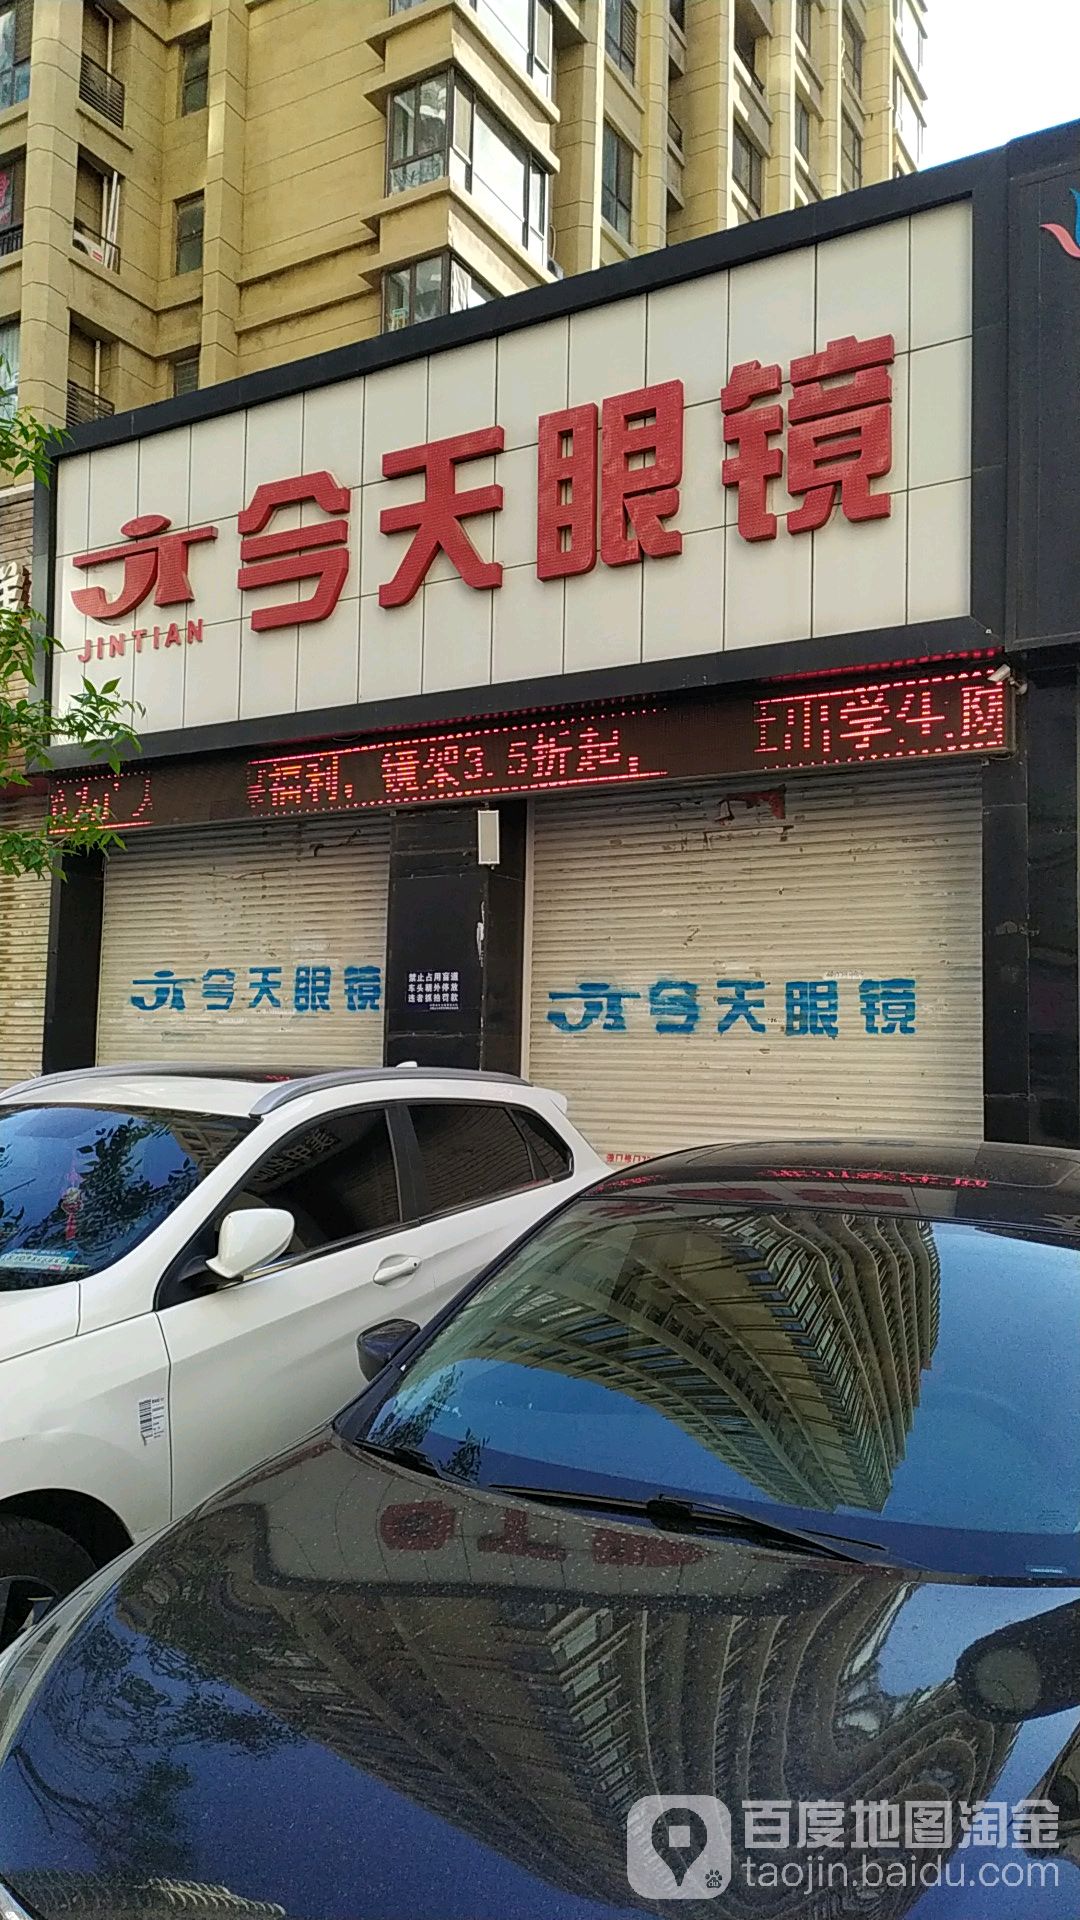 今天眼镜
JINTIAN
福利，镜架3.5折起，
学生
今天眼镜
禁止占用盲道
车头朝外停放
违者抓拍罚款
今天眼镜
百度地图淘金
taojin.baidu.com